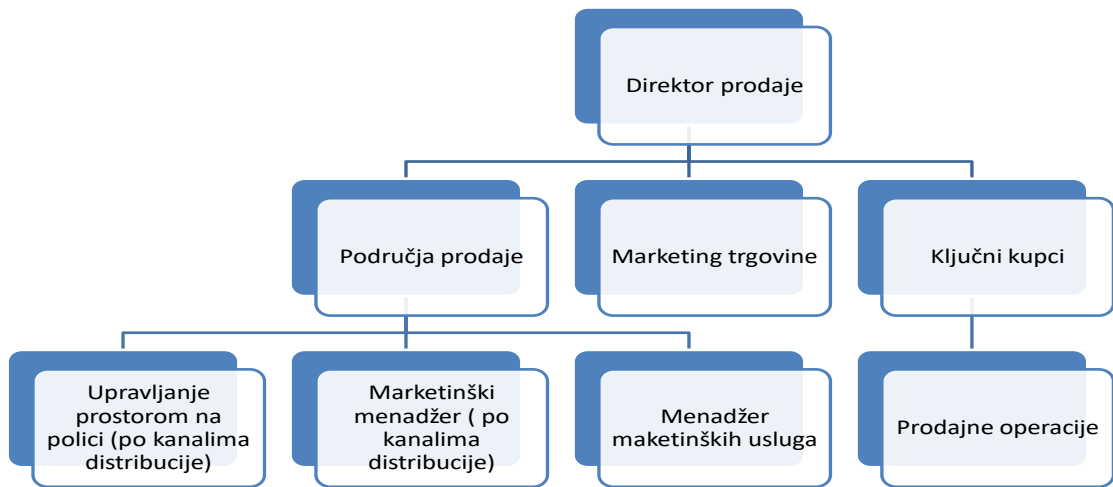 Direktor prodaje
Područja prodaje
Marketing trgovine
Ključni kupci
Upravljanje
prostorom na
polici (po kanalima
distribucije)
Marketinški
menadžer ( po
kanalima
distribucije)
Menadžer
maketinških usluga
Prodajne operacije